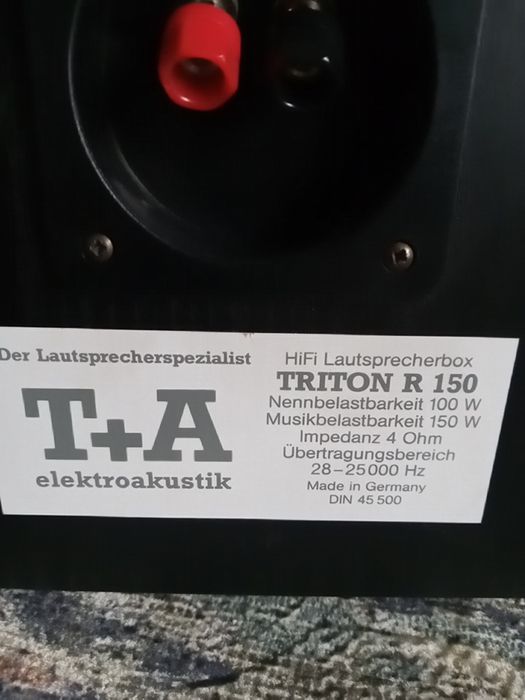 Der Lautsprecherspezialist
T+A
elektroakustik
HiFi Lautsprecherbox
TRITON R 150
Nennbelastbarkeit 100 W
Musikbelastbarkeit 150 W
Impedanz 4 Ohm
Übertragungsbereich
28–25000 Hz
Made in Germany
DIN 45 500